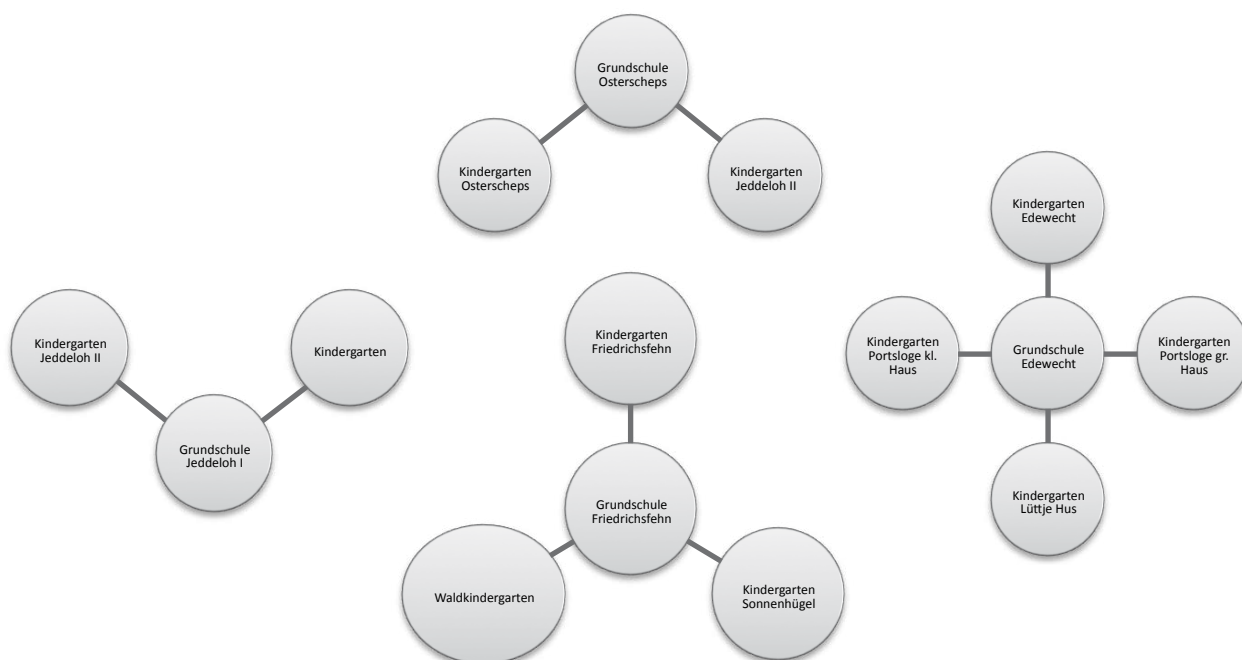 Grundschule
Osterscheps
Kindergarten
Osterscheps
Kindergarten
Jeddeloh II
Kindergarten
Jeddeloh II
Kindergarten
Grundschule
Jeddeloh I
Kindergarten
Friedrichsfehn
Grundschule
Friedrichsfehn
Waldkindergarten
Kindergarten
Sonnenhügel
Kindergarten
Edewecht
Kindergarten
Portsloge kl.
Haus
Grundschule
Edewecht
Kindergarten
Portsloge gr.
Haus
Kindergarten
Lüttje Hus